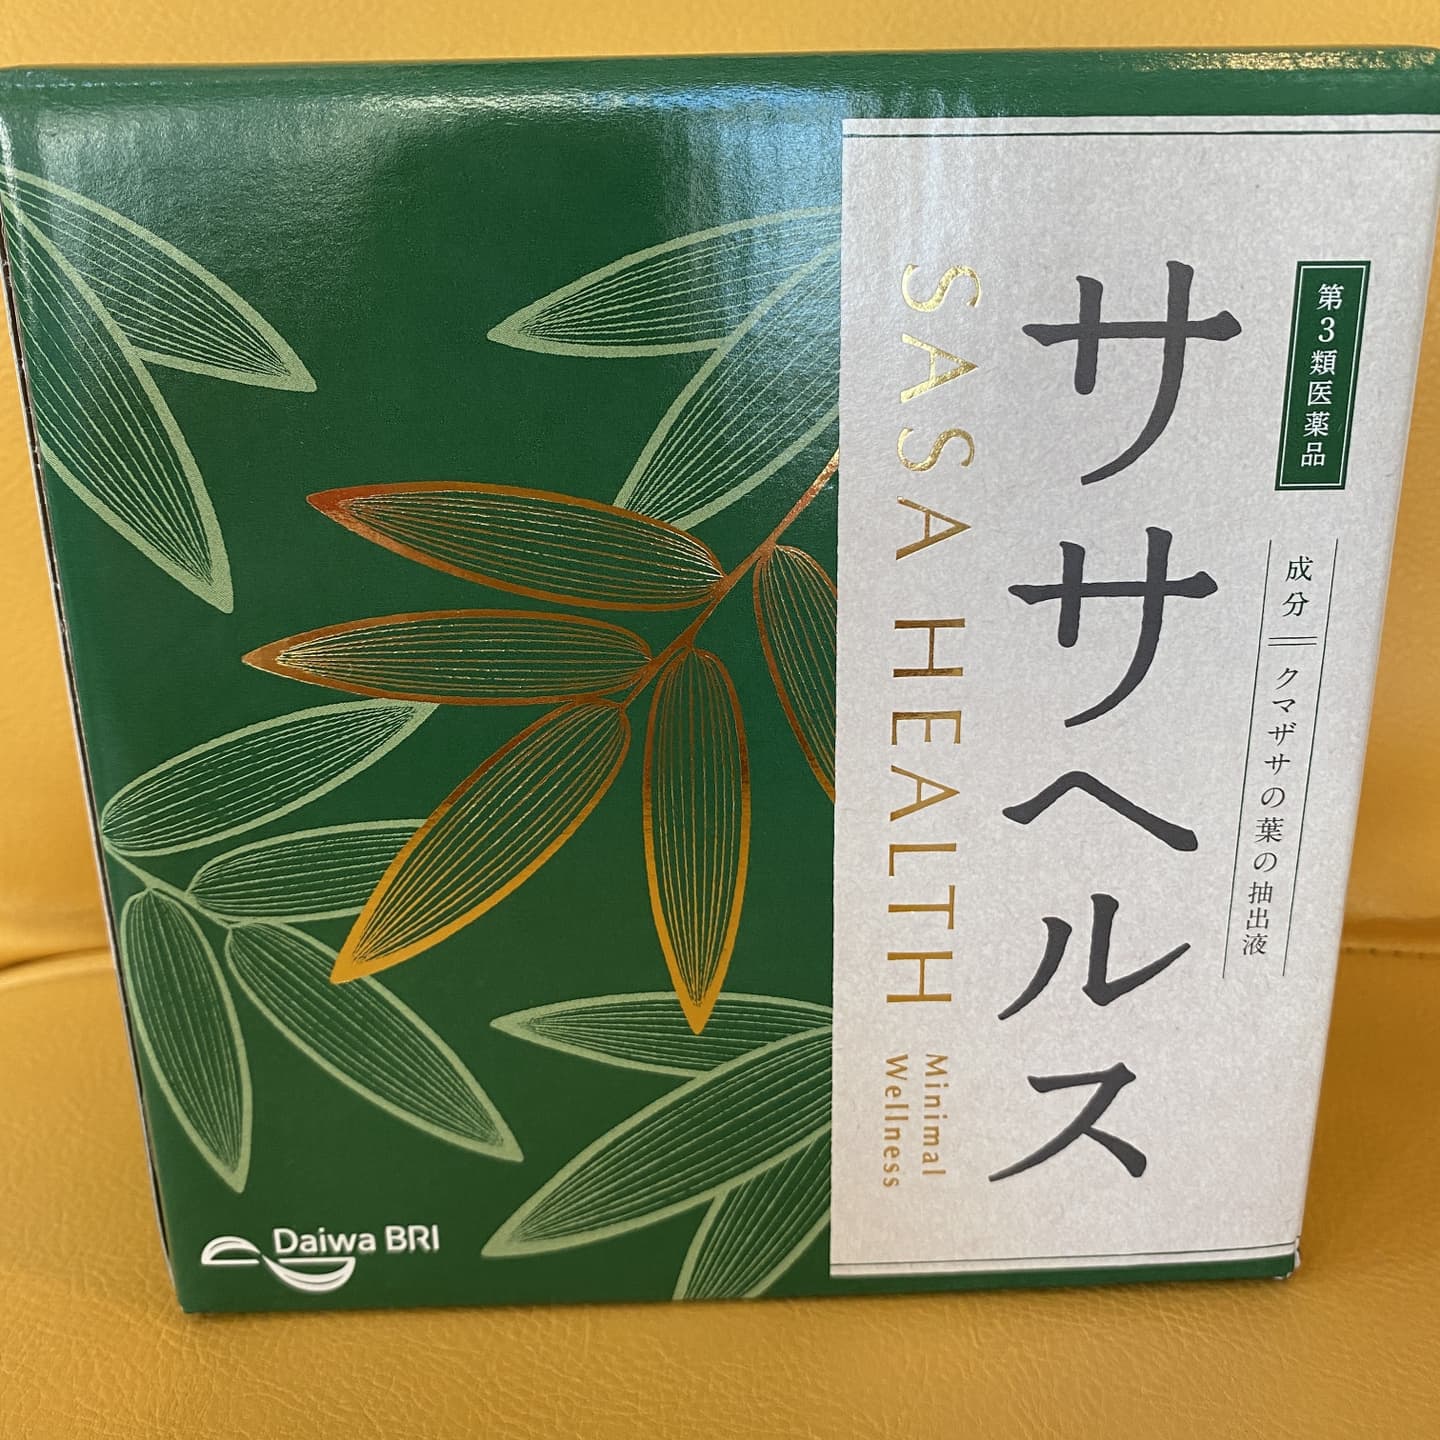 第3類医薬品
成分
クマザサの葉の抽出液
ササヘルス
SASA HEALTH
Minimal
Wellness
Daiwa BRI